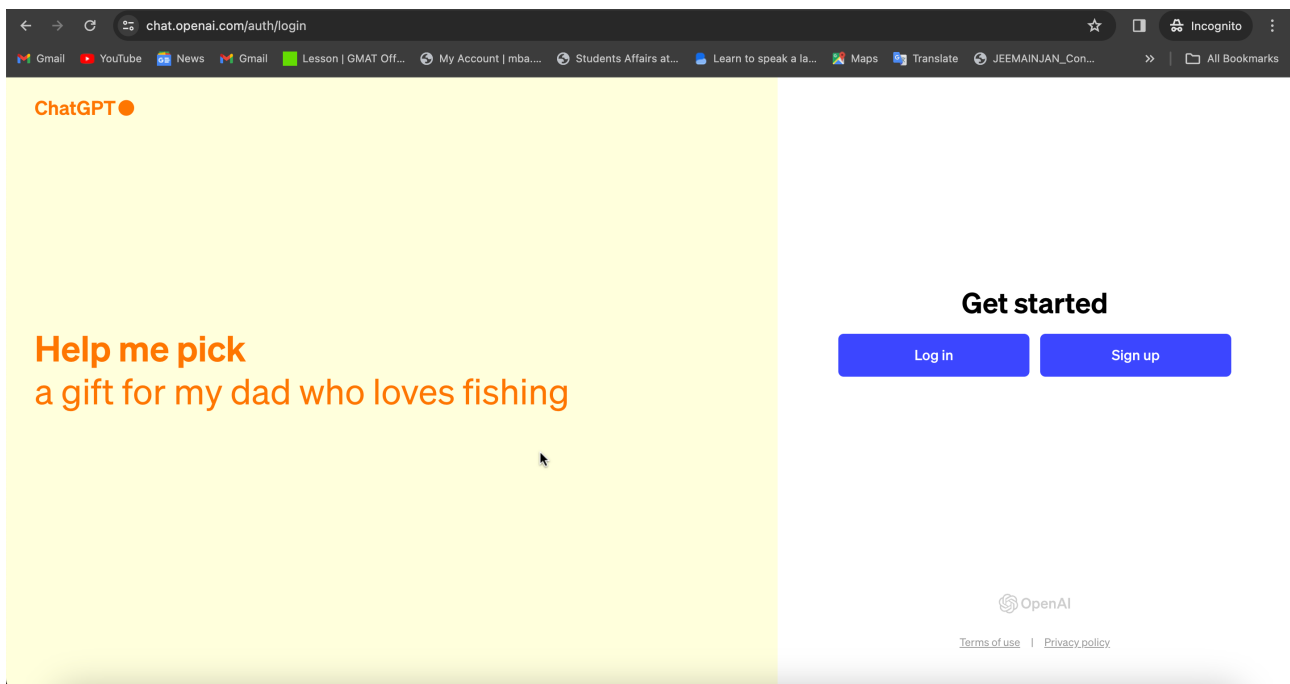 chat.openai.com/auth/login
Incognito
Gmail YouTube News Gmail Lesson | GMAT Off... My Account | mba.... Students Affairs at... Learn to speak a la... Maps Translate JEEMAINJAN_Con... » All Bookmarks
ChatGPT
Help me pick
a gift for my dad who loves fishing
Get started
Log in
Sign up
OpenAI
Terms of use | Privacy policy